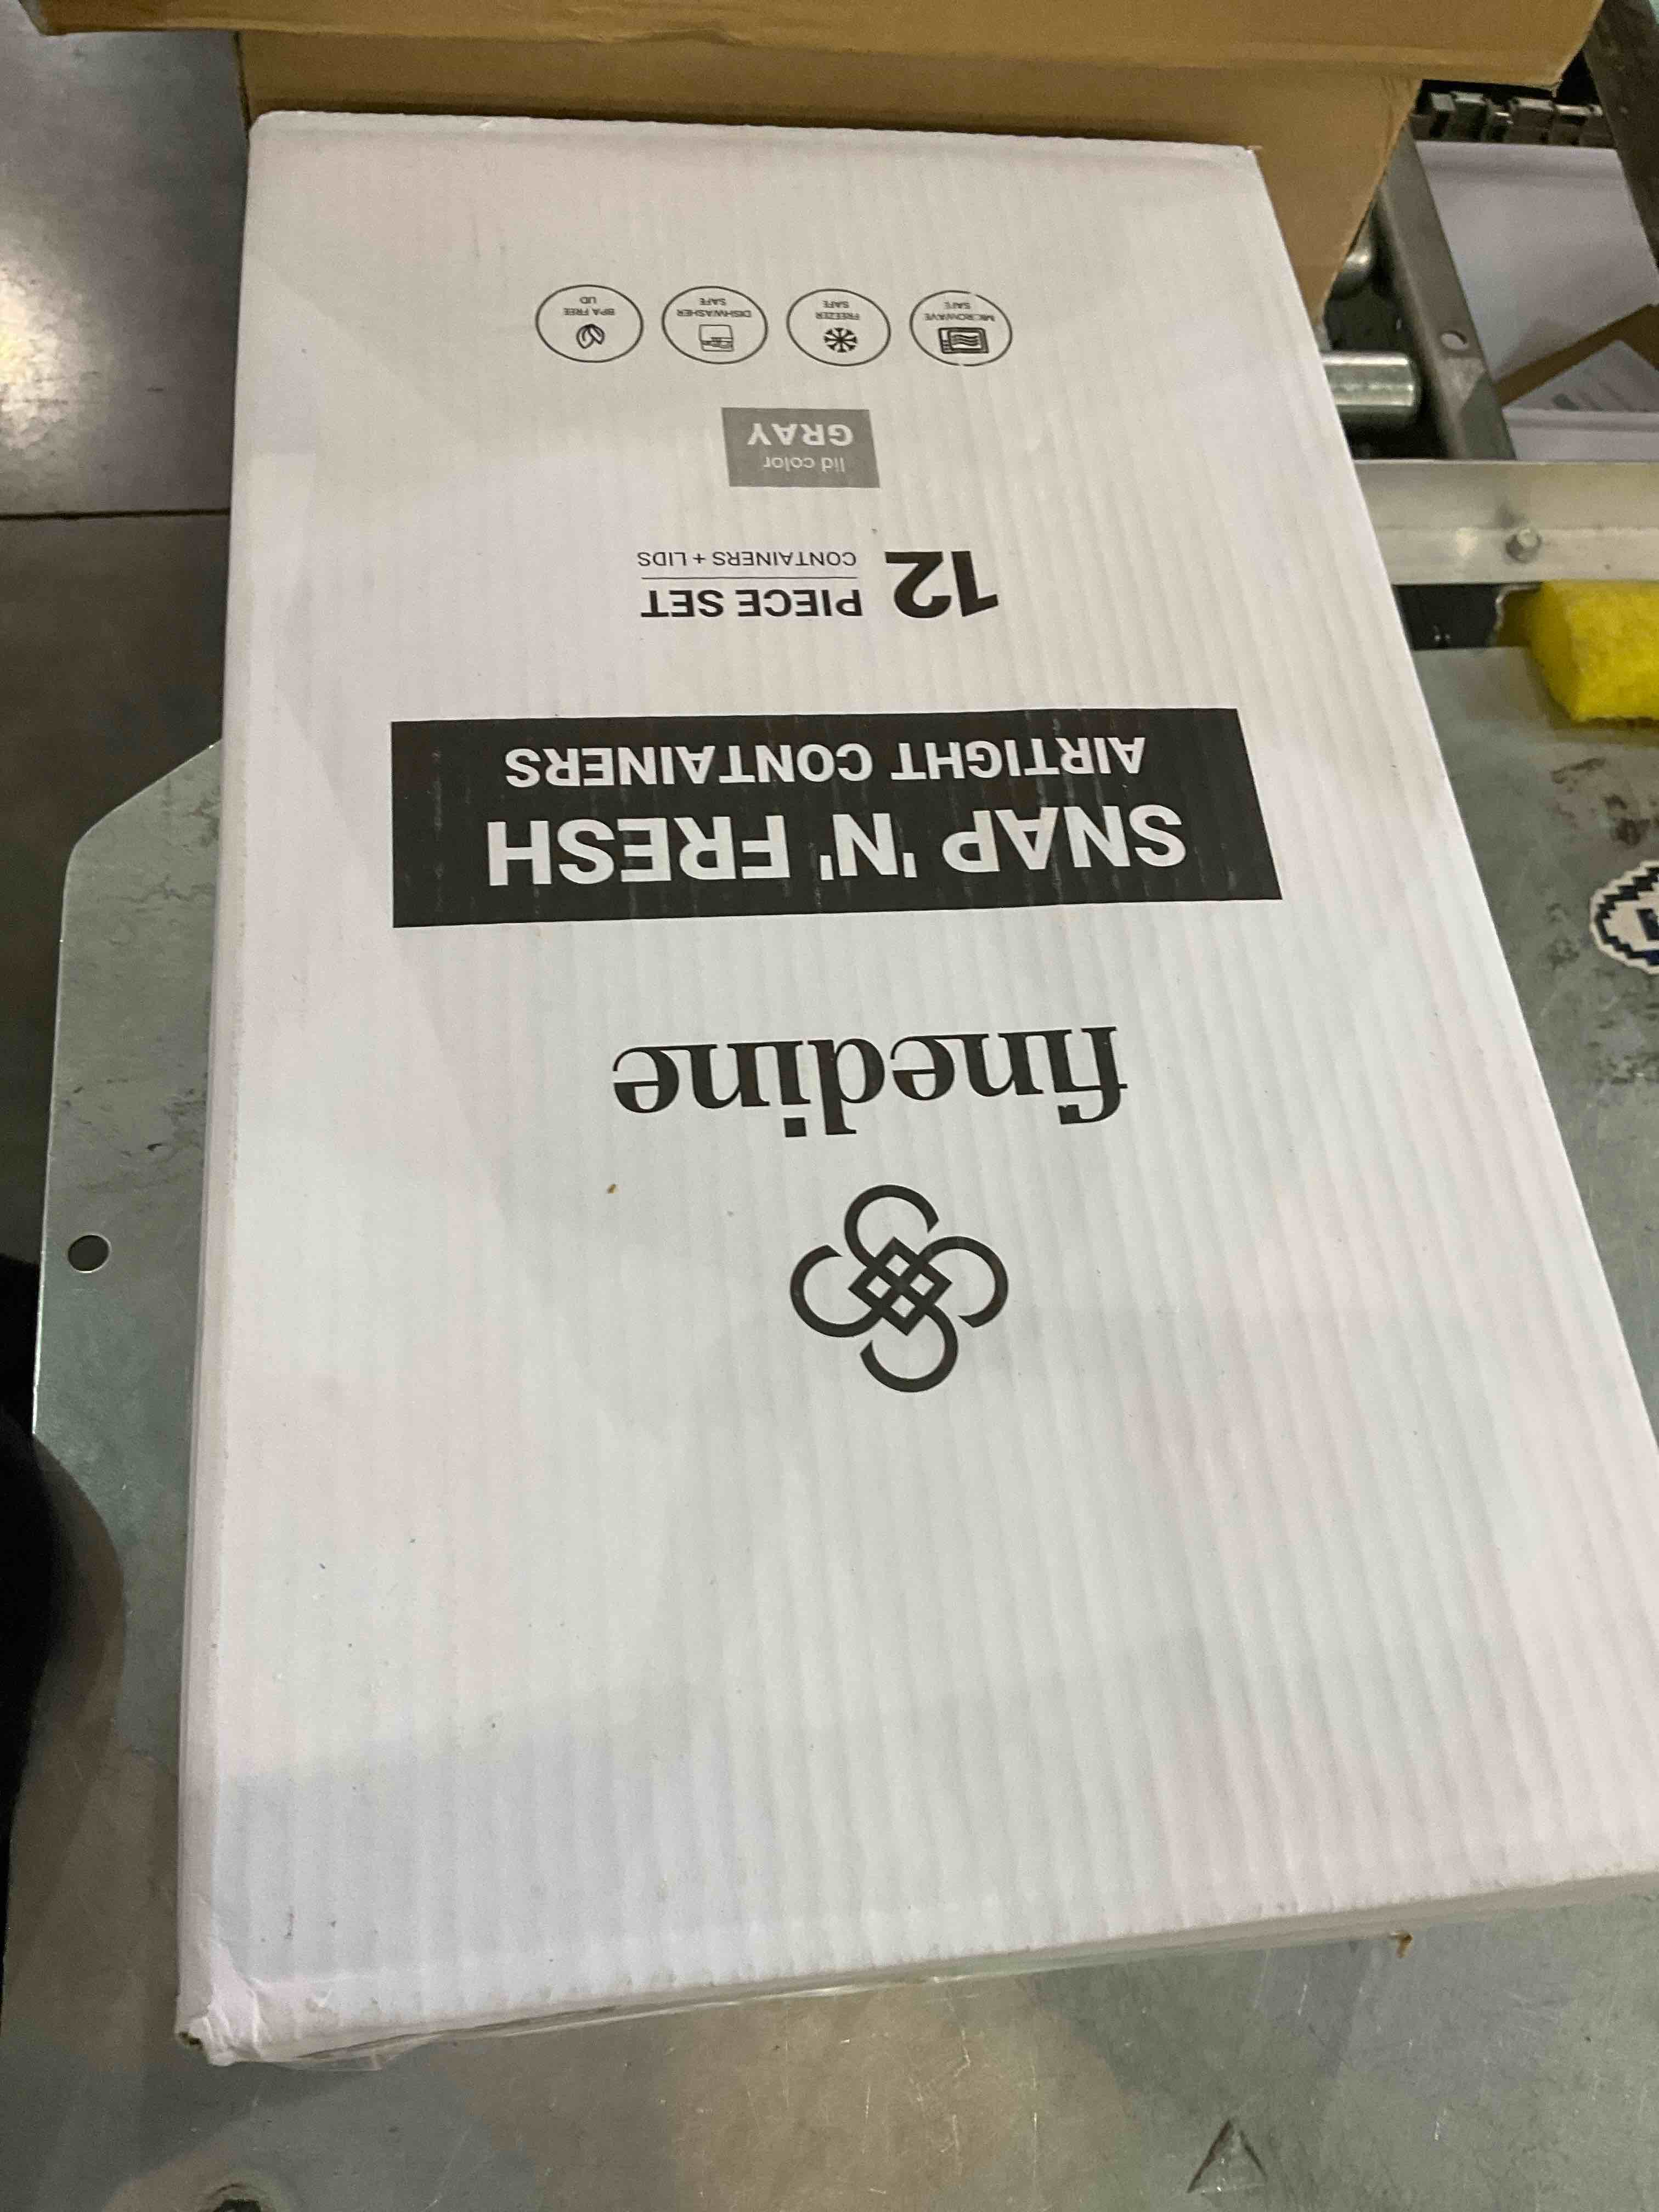 finedine
SNAP 'N' FRESH
AIRTIGHT CONTAINERS
12 PIECE SET
CONTAINERS + LIDS
lid color
GRAY
MICROWAVE
SAFE
FREEZER
SAFE
DISHWASHER
SAFE
BPA FREE
LID